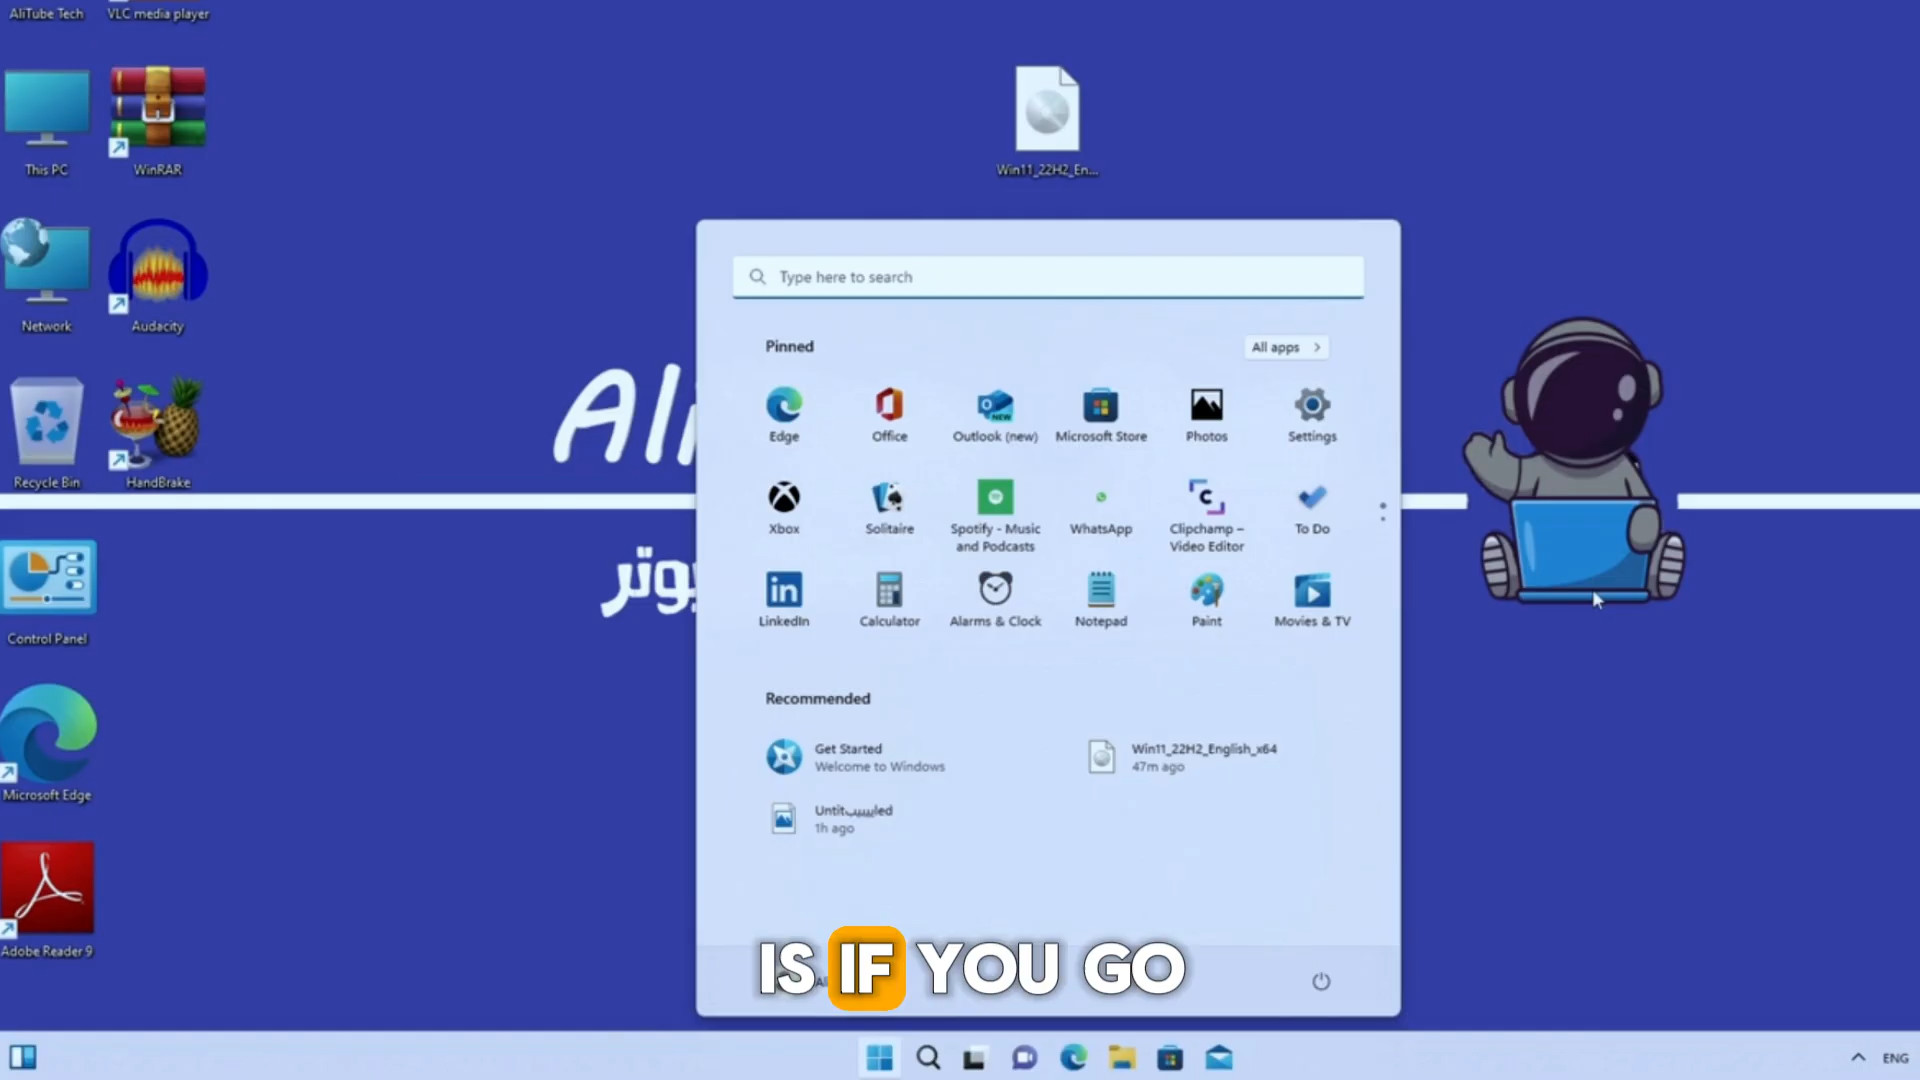 AliTube Tech
VLC media player
This PC
WinRAR
Win11_22H2_En...
Network
Audacity
Recycle Bin
HandBrake
Control Panel
Microsoft Edge
Adobe Reader 9
Type here to search
Pinned
All apps
Edge
Office
Outlook (new)
Microsoft Store
Photos
Settings
Xbox
Solitaire
Spotify - Music
and Podcasts
WhatsApp
Clipchamp –
Video Editor
To Do
LinkedIn
Calculator
Alarms & Clock
Notepad
Paint
Movies & TV
Recommended
Get Started
Welcome to Windows
Win11_22H2_English_x64
47m ago
1h ago
IS IF YOU GO
ENG